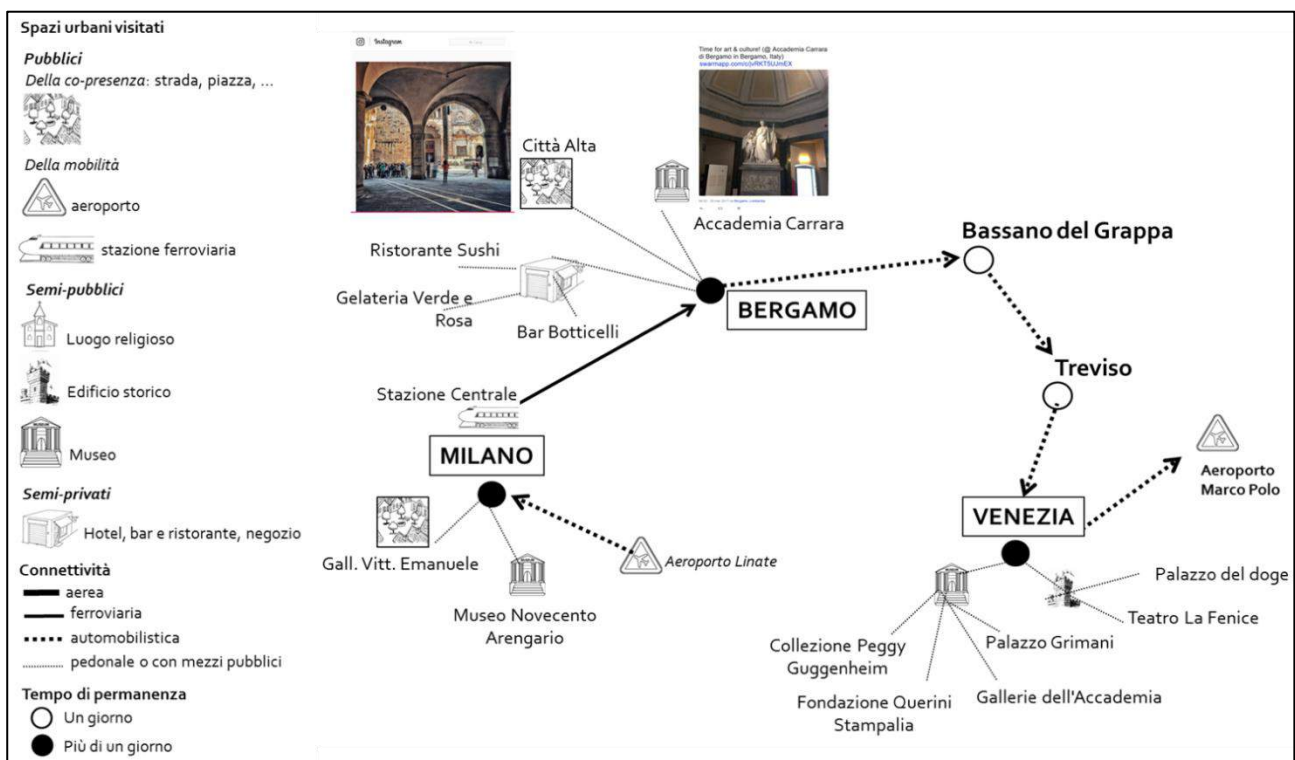 Spazi urbani visitati
Pubblici
Della co-presenza: strada, piazza, ...
Della mobilità
aeroporto
stazione ferroviaria
Semi-pubblici
Luogo religioso
Edificio storico
Museo
Semi-privati
Hotel, bar e ristorante, negozio
Connettività
aerea
ferroviaria
automobilistica
pedonale o con mezzi pubblici
Tempo di permanenza
Un giorno
Più di un giorno
Instagram
Time for art & culture! (@ Accademia Carrara
di Bergamo in Bergamo, Italy)
Città Alta
Accademia Carrara
Ristorante Sushi
Gelateria Verde e
Rosa
Bar Botticelli
BERGAMO
Bassano del Grappa
Treviso
Stazione Centrale
MILANO
Gall. Vitt. Emanuele
Museo Novecento
Arengario
Aeroporto Linate
Aeroporto
Marco Polo
VENEZIA
Palazzo del doge
Teatro La Fenice
Palazzo Grimani
Collezione Peggy
Guggenheim
Gallerie dell'Accademia
Fondazione Querini
Stampalia